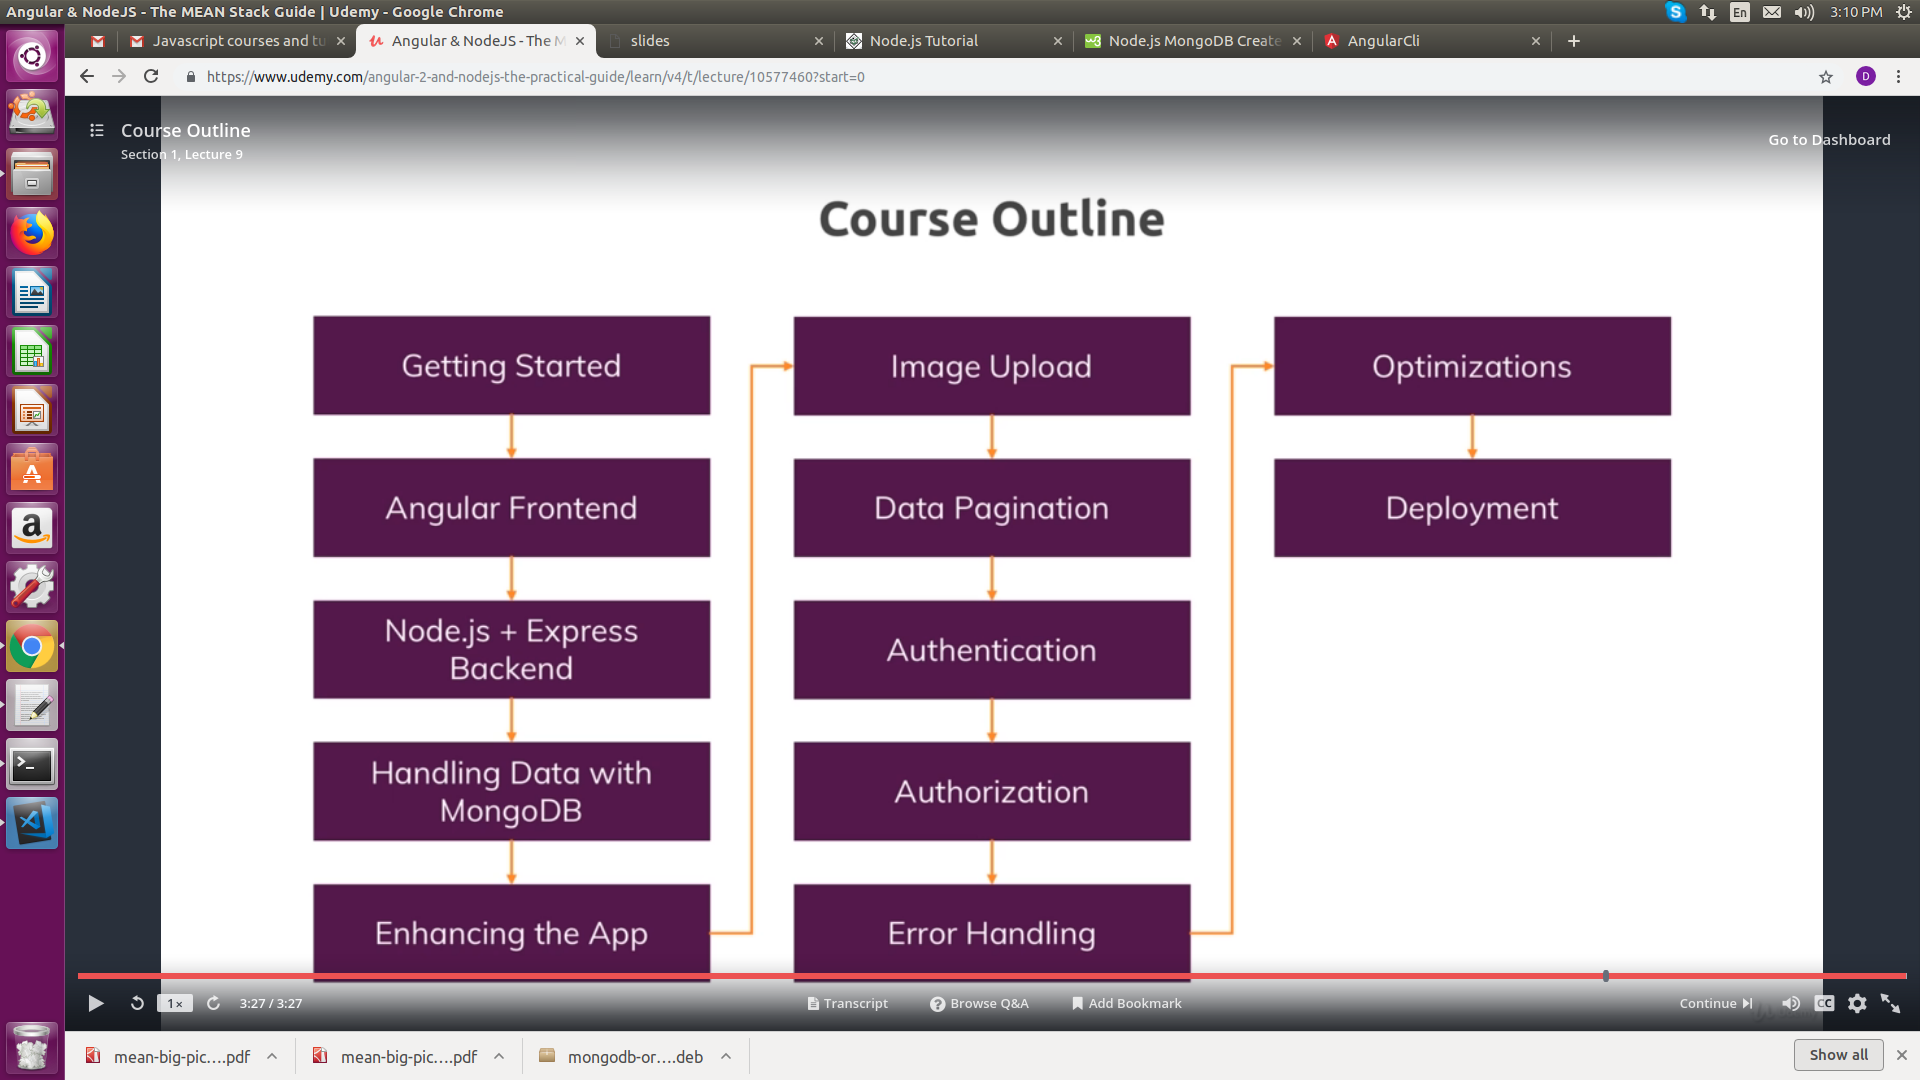 Angular & NodeJS - The MEAN Stack Guide | Udemy - Google Chrome
En
3:10 PM
Javascript courses and tu
Angular & NodeJS - The M
slides
Node.js Tutorial
Node.js MongoDB Create
AngularCli
https://www.udemy.com/angular-2-and-nodejs-the-practical-guide/learn/v4/t/lecture/10577460?start=0
D
Course Outline
Section 1, Lecture 9
Go to Dashboard
Course Outline
Getting Started
Angular Frontend
Node.js + Express
Backend
Handling Data with
MongoDB
Enhancing the App
Image Upload
Data Pagination
Authentication
Authorization
Error Handling
Optimizations
Deployment
1×
3:27 / 3:27
Transcript
Browse Q&A
Add Bookmark
Continue
CC
mean-big-pic....pdf
mean-big-pic....pdf
mongodb-or....deb
Show all